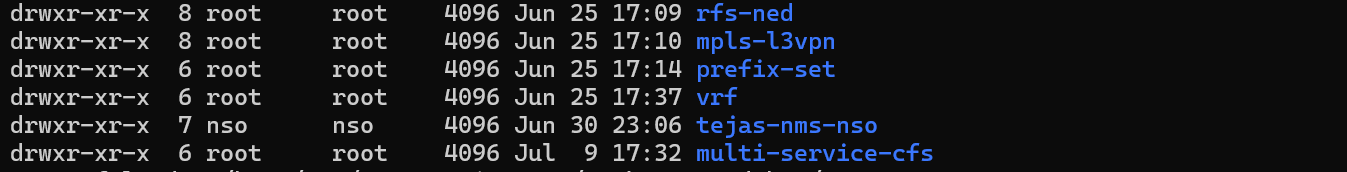 drwxr-xr-x  8 root     root     4096 Jun 25 17:09 rfs-ned
drwxr-xr-x  8 root     root     4096 Jun 25 17:10 mpls-l3vpn
drwxr-xr-x  6 root     root     4096 Jun 25 17:14 prefix-set
drwxr-xr-x  6 root     root     4096 Jun 25 17:37 vrf
drwxr-xr-x  7 nso      nso      4096 Jun 30 23:06 tejas-nms-nso
drwxr-xr-x  6 root     root     4096 Jul  9 17:32 multi-service-cfs